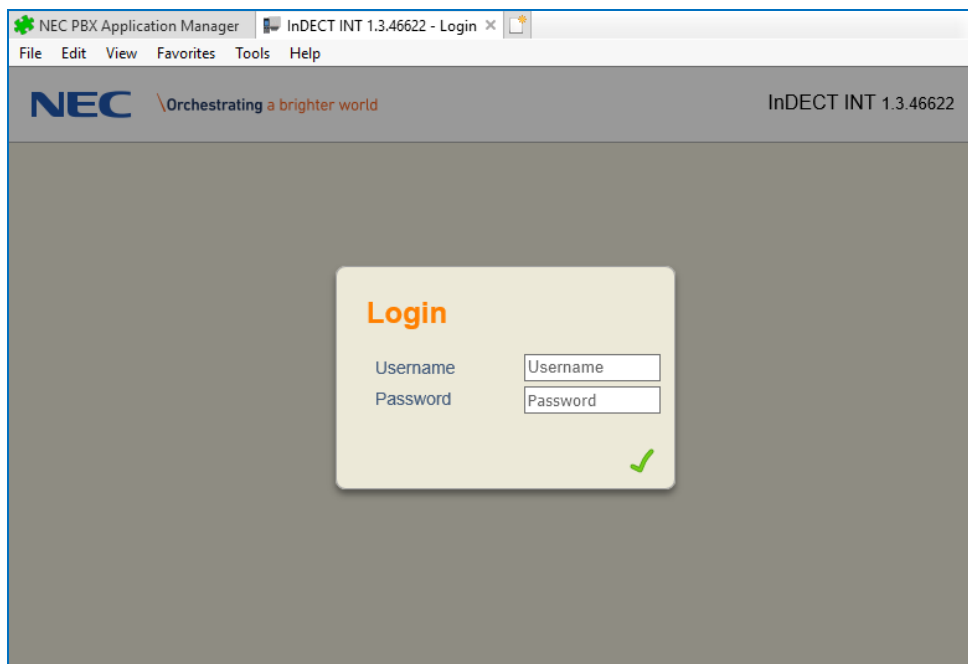 NEC PBX Application Manager InDECT INT 1.3.46622 - Login
File Edit View Favorites Tools Help
NEC \Orchestrating a brighter world InDECT INT 1.3.46622
Login
Username Username
Password Password